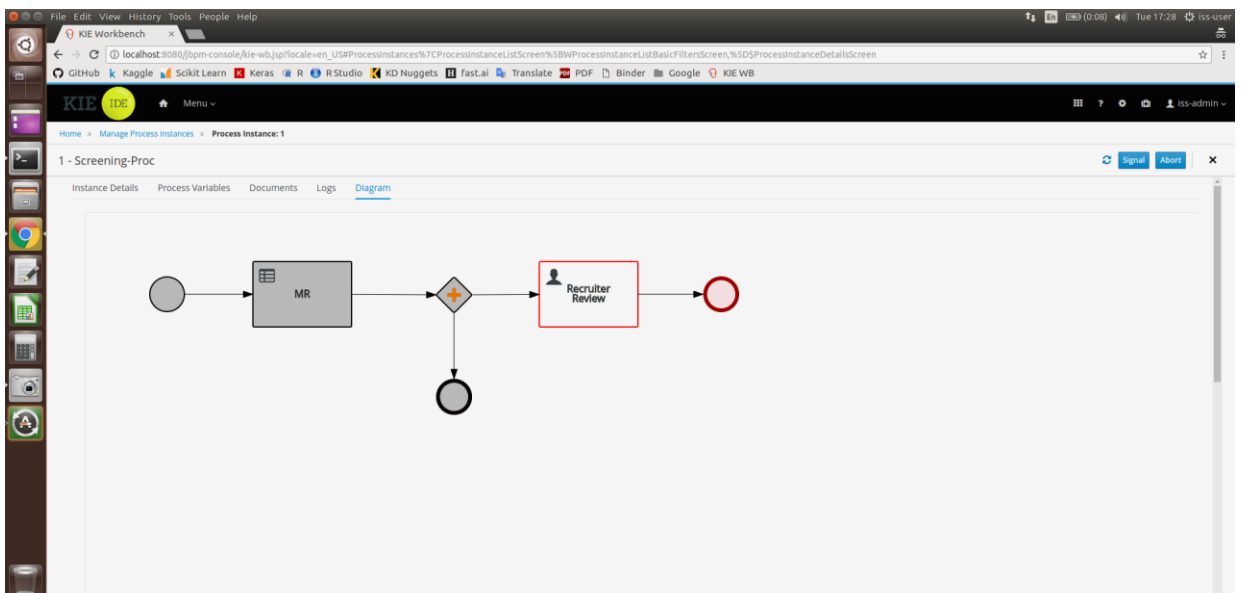 File Edit View History Tools People Help
En (0:08) Tue 17:28 iss-user
KIE Workbench ×
localhost:8080/jbpm-console/kie-wb.jsp?locale=en_US#ProcessInstances%7CProcessInstanceListScreen%5BWProcessInstanceListBasicFiltersScreen,%5D$ProcessInstanceDetailsScreen
GitHub k Kaggle Scikit Learn K Keras R RStudio KD Nuggets H fast.ai Translate PDF Binder Google KIE WB
KIE IDE Menu ? iss-admin
Home » Manage Process Instances » Process Instance: 1
1 - Screening-Proc Signal Abort ×
Instance Details Process Variables Documents Logs Diagram
MR
Recruiter
Review